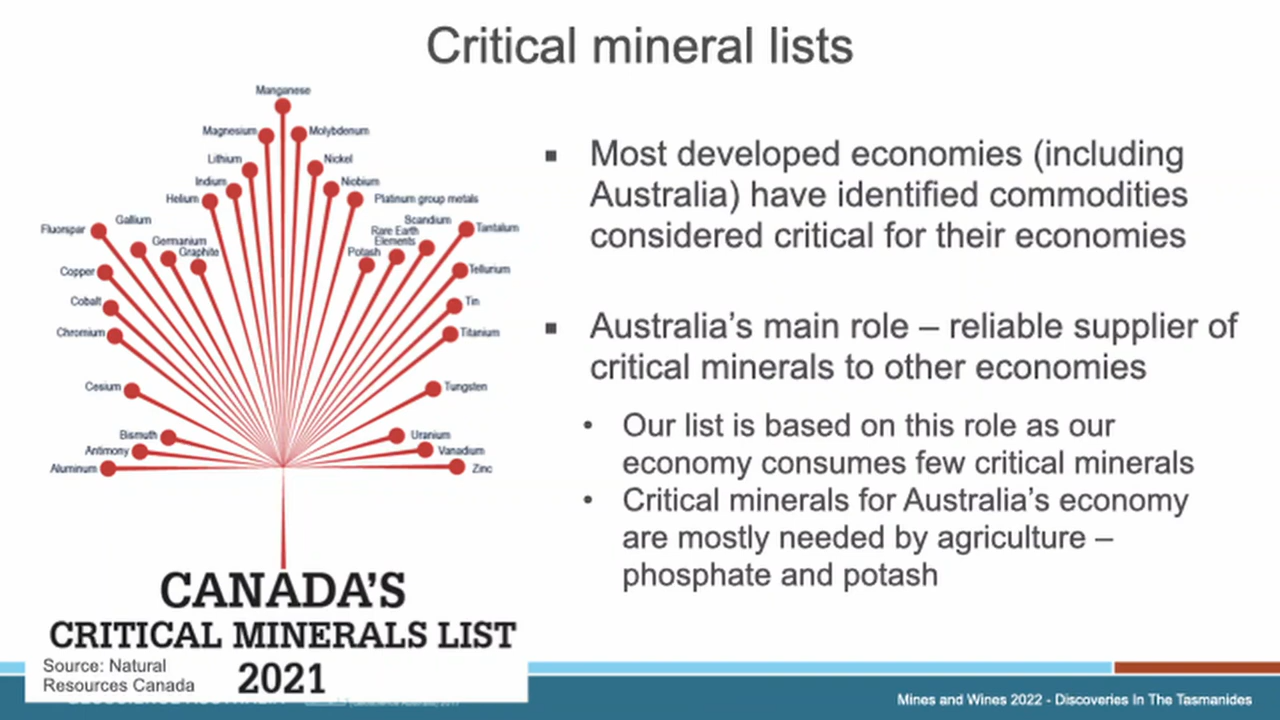 Critical mineral lists
Manganese
Magnesium
Molybdenum
Lithium
Nickel
Indium
Niobium
Helium
Platinum group metals
Gallium
Scandium
Fluorspar
Tantalum
Rare Earth
Elements
Germanium
Graphite
Potash
Copper
Tellurium
Cobalt
Tin
Chromium
Titanium
Cesium
Tungsten
Bismuth
Uranium
Antimony
Vanadium
Aluminum
Zinc
CANADA'S
CRITICAL MINERALS LIST
2021
Source: Natural
Resources Canada
▪ Most developed economies (including
Australia) have identified commodities
considered critical for their economies
▪ Australia's main role – reliable supplier of
critical minerals to other economies
• Our list is based on this role as our
economy consumes few critical minerals
• Critical minerals for Australia's economy
are mostly needed by agriculture –
phosphate and potash
Mines and Wines 2022 - Discoveries In The Tasmanides